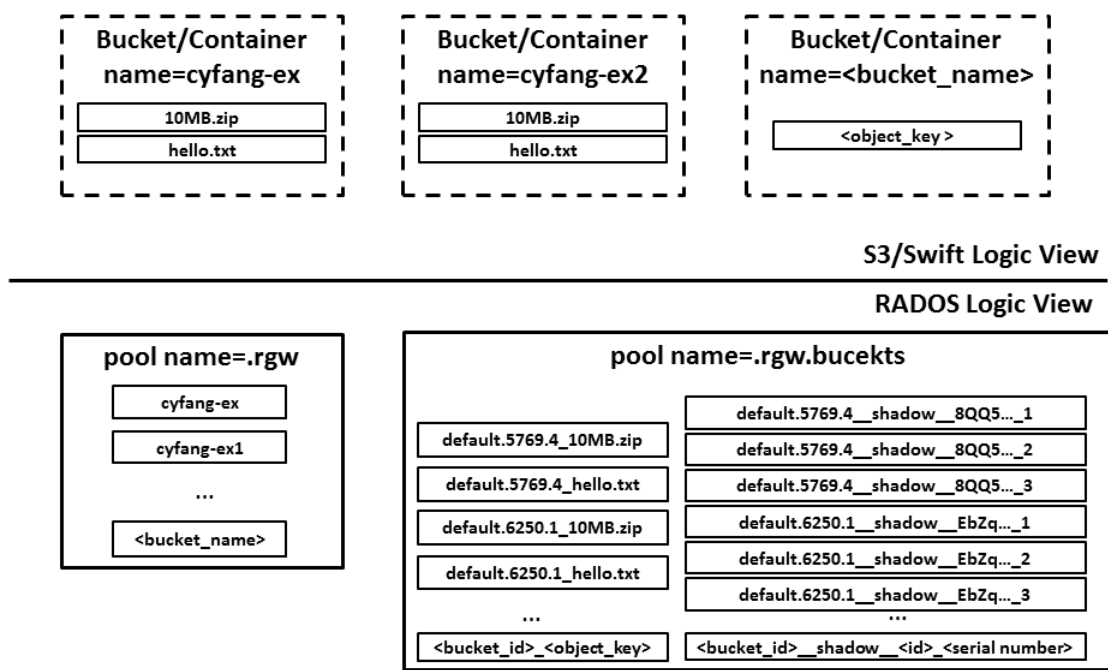 Bucket/Container
name=cyfang-ex
10MB.zip
hello.txt
Bucket/Container
name=cyfang-ex2
10MB.zip
hello.txt
Bucket/Container
name=<bucket_name>
<object_key >
S3/Swift Logic View
RADOS Logic View
pool name=.rgw
cyfang-ex
cyfang-ex1
...
<bucket_name>
pool name=.rgw.bucekts
default.5769.4_10MB.zip
default.5769.4_hello.txt
default.6250.1_10MB.zip
default.6250.1_hello.txt
...
<bucket_id>_<object_key>
default.5769.4__shadow__8QQ5..._1
default.5769.4__shadow__8QQ5..._2
default.5769.4__shadow__8QQ5..._3
default.6250.1__shadow__EbZq..._1
default.6250.1__shadow__EbZq..._2
default.6250.1__shadow__EbZq..._3
...
<bucket_id>__shadow__<id>_<serial number>